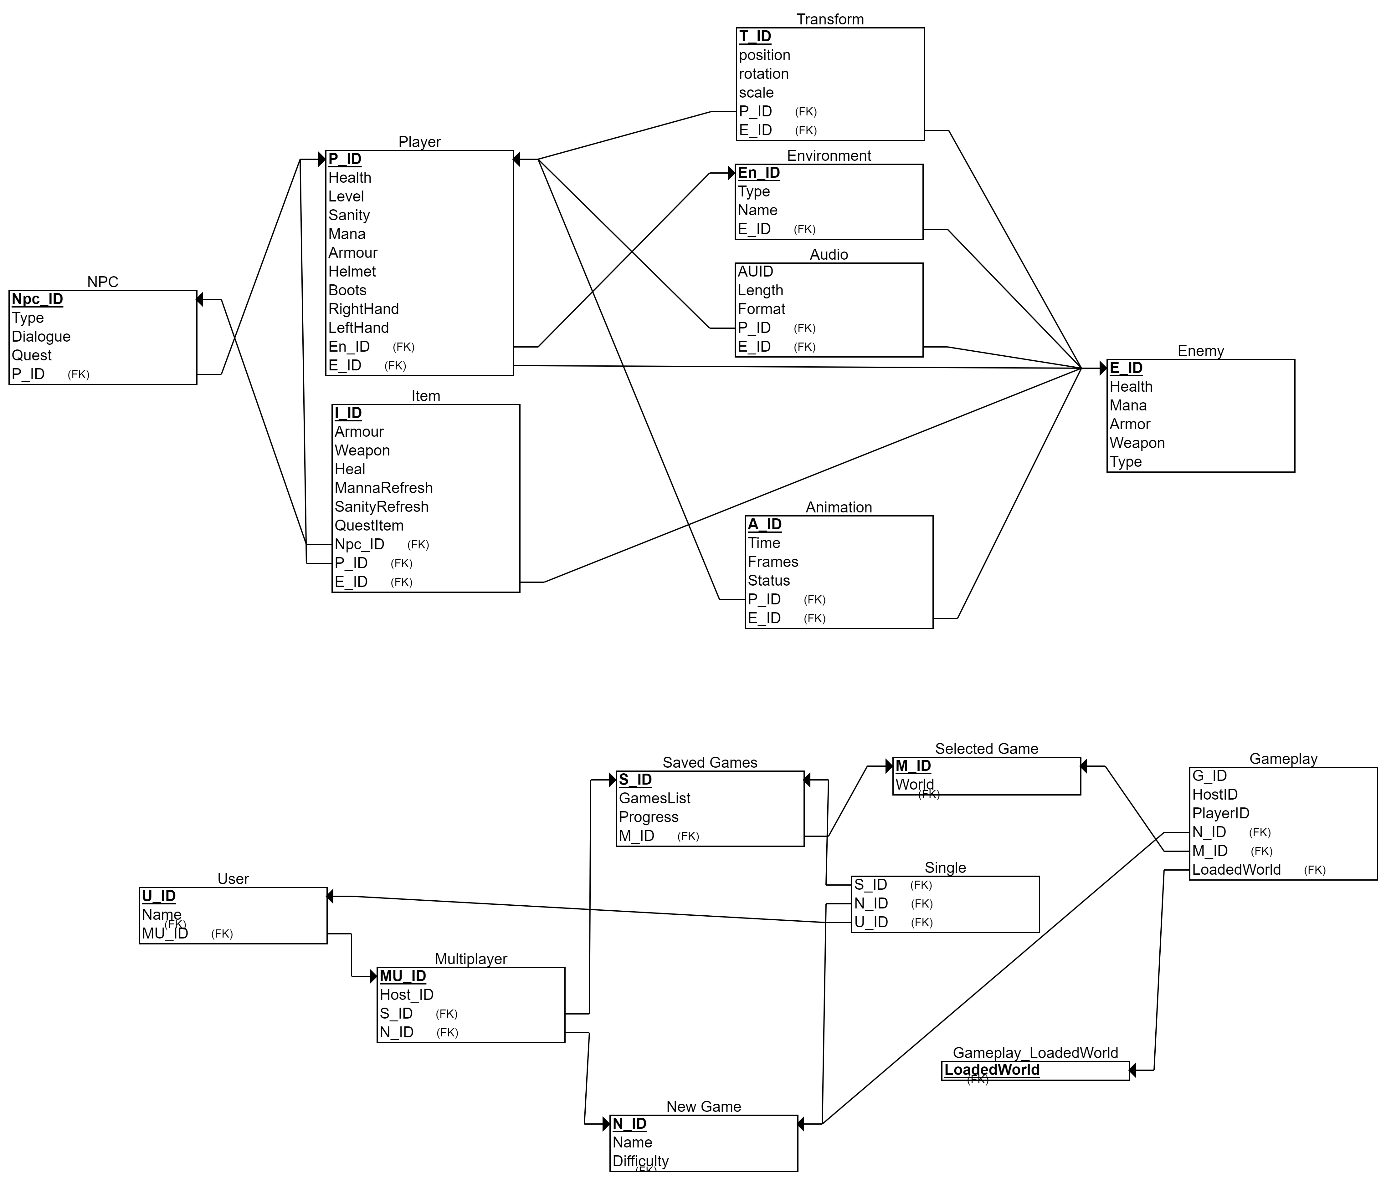 Transform
T_ID
position
rotation
scale
P_ID (FK)
E_ID (FK)
Player
P_ID
Health
Level
Sanity
Mana
Armour
Helmet
Boots
RightHand
LeftHand
En_ID (FK)
E_ID (FK)
Environment
En_ID
Type
Name
E_ID (FK)
Audio
AUID
Length
Format
P_ID (FK)
E_ID (FK)
NPC
Npc_ID
Type
Dialogue
Quest
P_ID (FK)
Enemy
E_ID
Health
Mana
Armor
Weapon
Type
Item
I_ID
Armour
Weapon
Heal
MannaRefresh
SanityRefresh
QuestItem
Npc_ID (FK)
P_ID (FK)
E_ID (FK)
Animation
A_ID
Time
Frames
Status
P_ID (FK)
E_ID (FK)
Saved Games
S_ID
GamesList
Progress
M_ID (FK)
Selected Game
M_ID
World
(FK)
Gameplay
G_ID
HostID
PlayerID
N_ID (FK)
M_ID (FK)
LoadedWorld (FK)
Single
S_ID (FK)
N_ID (FK)
U_ID (FK)
User
U_ID
Name
(FK)
MU_ID (FK)
Multiplayer
MU_ID
Host_ID
S_ID (FK)
N_ID (FK)
Gameplay_LoadedWorld
LoadedWorld
(FK)
New Game
N_ID
Name
Difficulty
(FK)